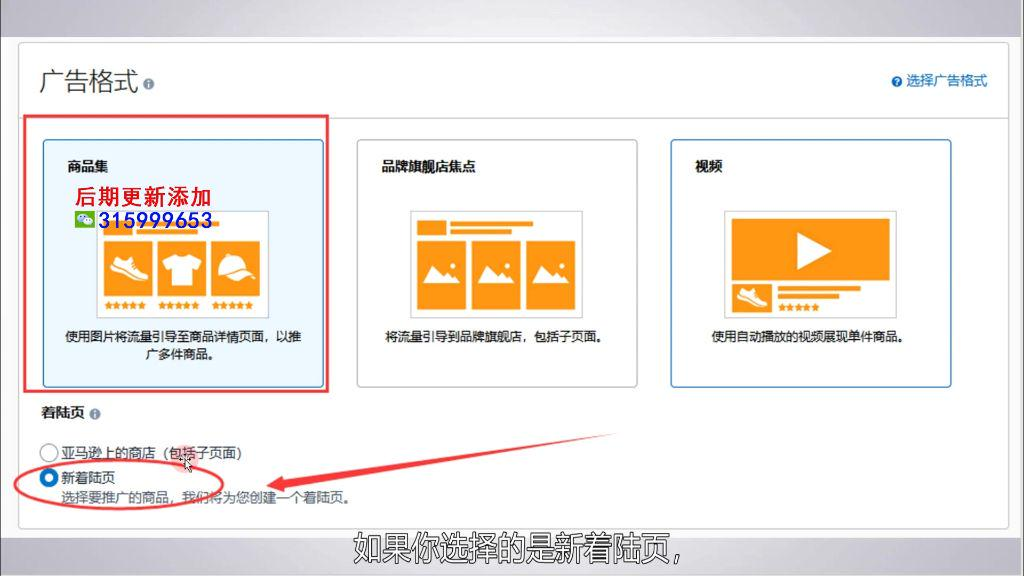 广告格式
选择广告格式
商品集
后期更新添加
315999653
使用图片将流量引导至商品详情页面，以推
广多件商品。
品牌旗舰店焦点
将流量引导到品牌旗舰店，包括子页面。
视频
使用自动播放的视频展现单件商品。
着陆页
亚马逊上的商店（包括子页面）
新着陆页
选择要推广的商品，我们将为您创建一个着陆页。
如果你选择的是新着陆页，